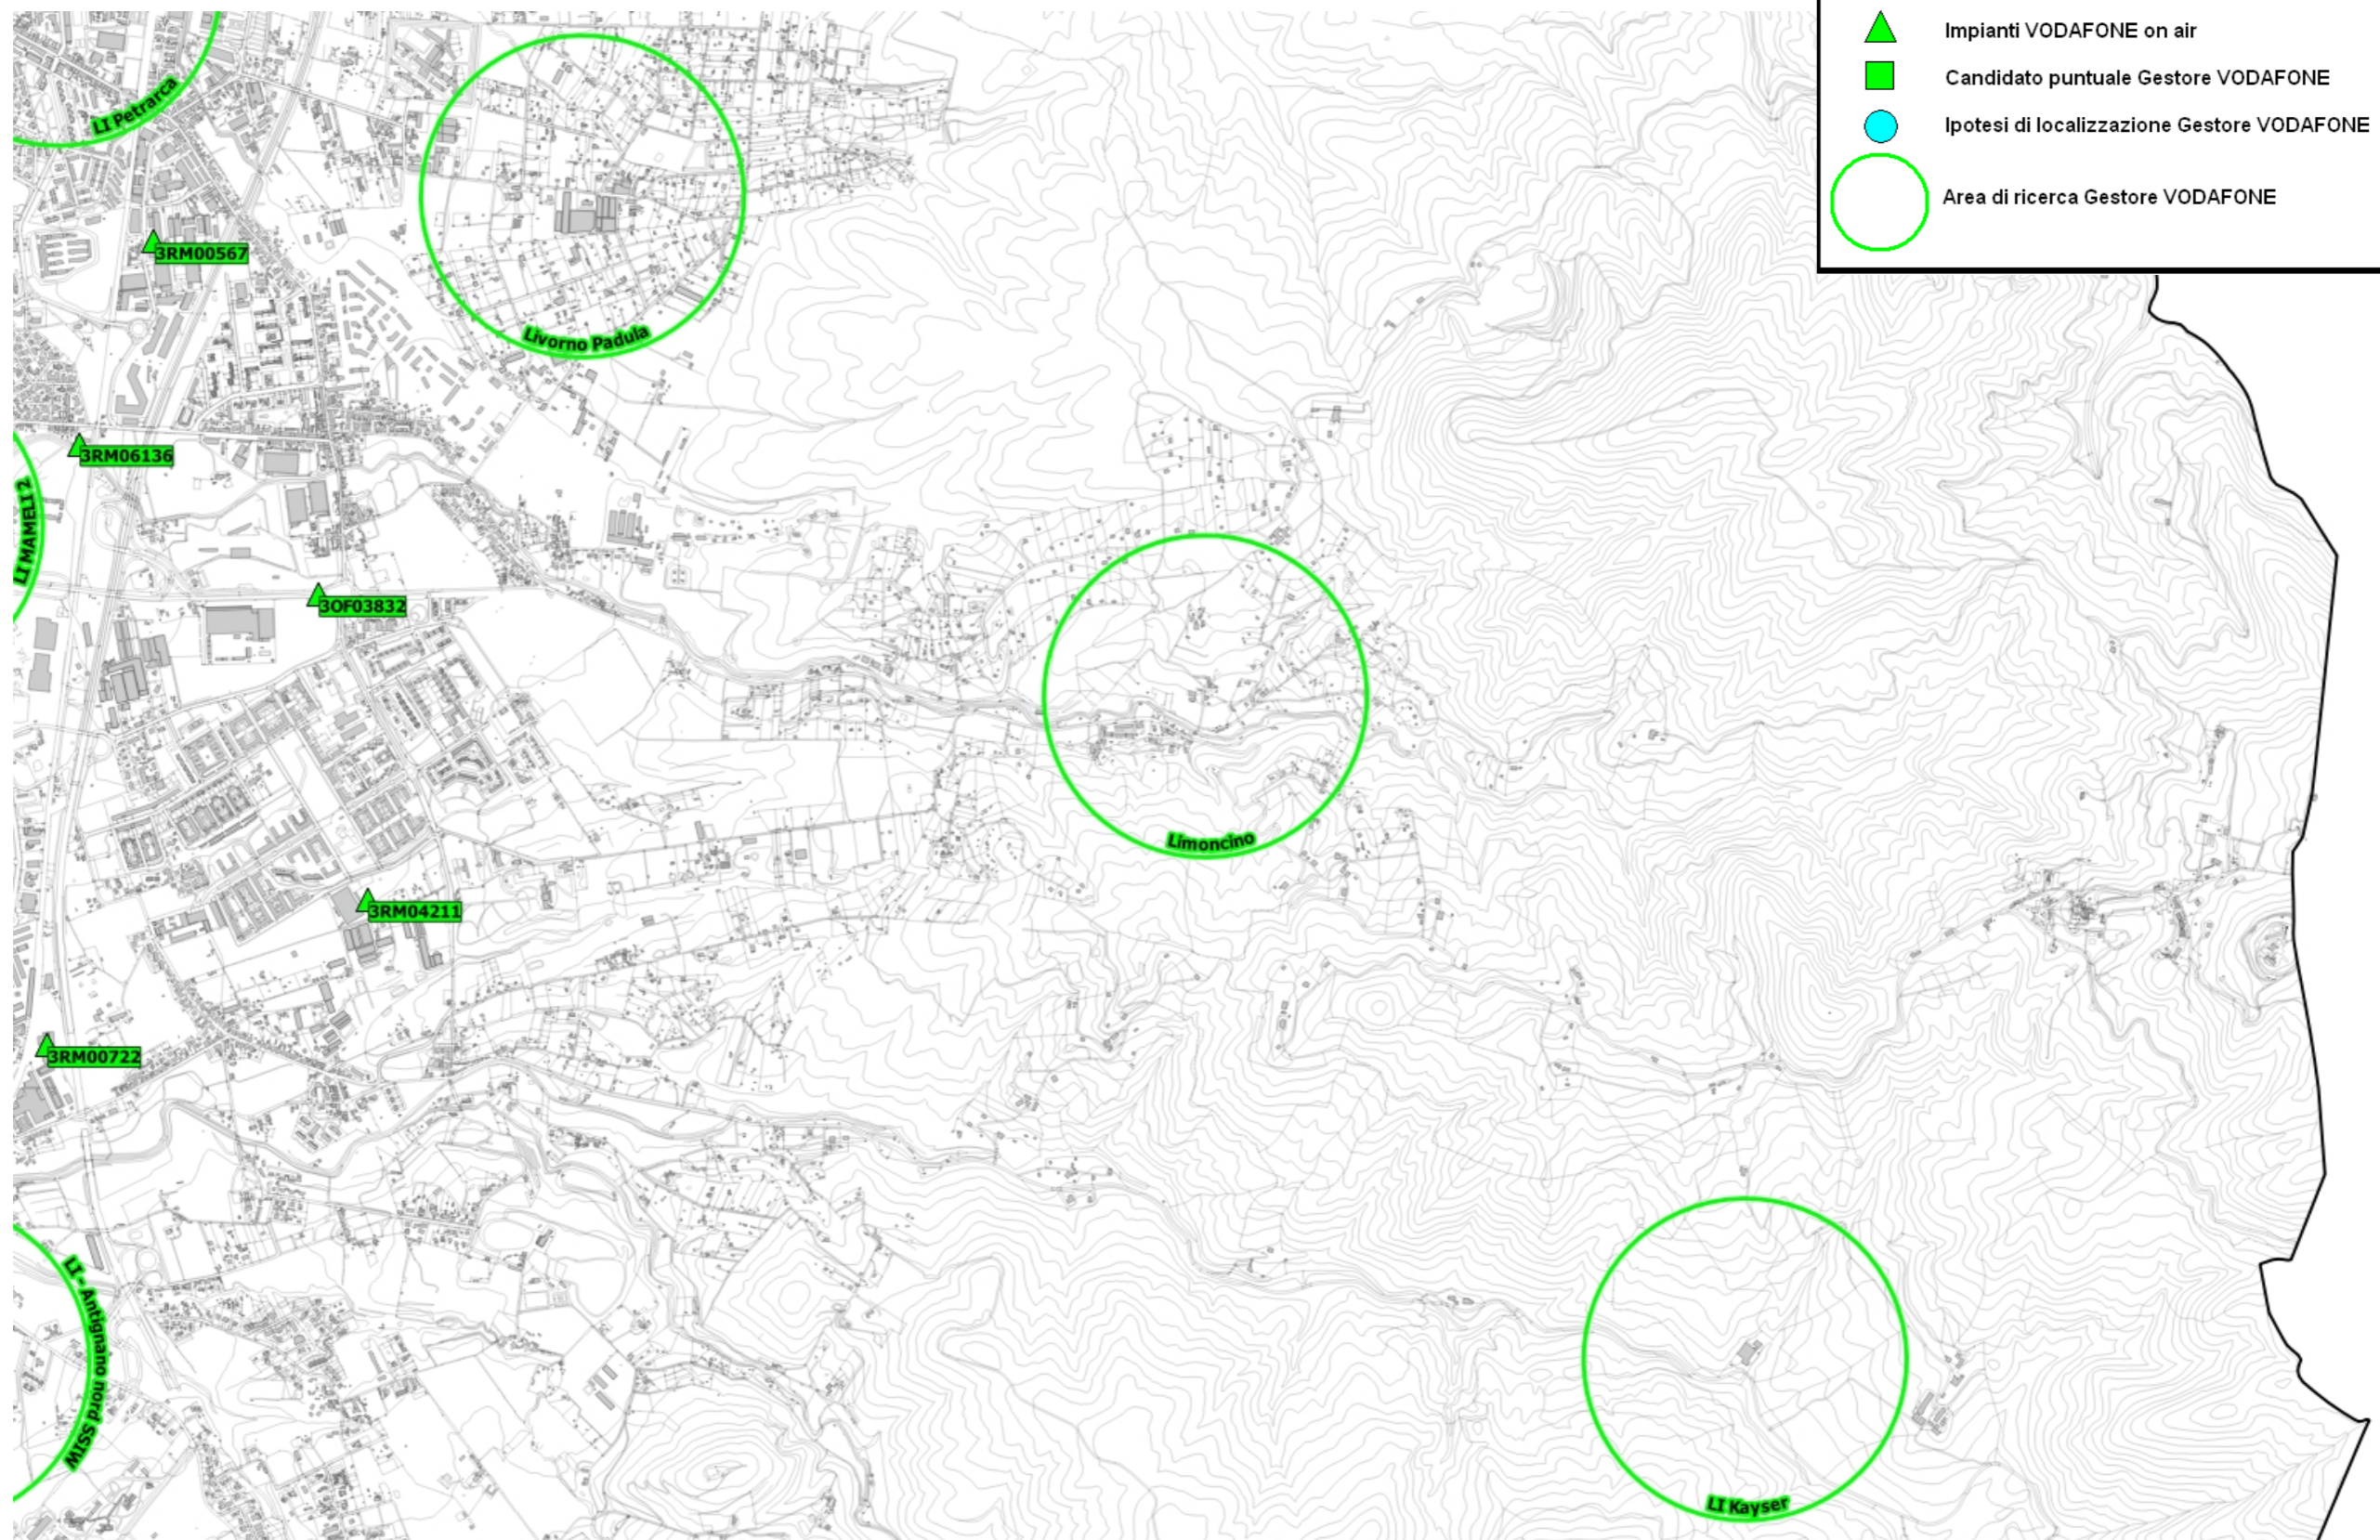 Impianti VODAFONE on air
Candidato puntuale Gestore VODAFONE
Ipotesi di localizzazione Gestore VODAFONE
Area di ricerca Gestore VODAFONE
LI Petrarca
3RM00567
Livorno Padula
3RM06136
LI MAMELI 2
3OF03832
Limoncino
3RM04211
3RM00722
LI - Antignano nord SSIW
LI Kayser